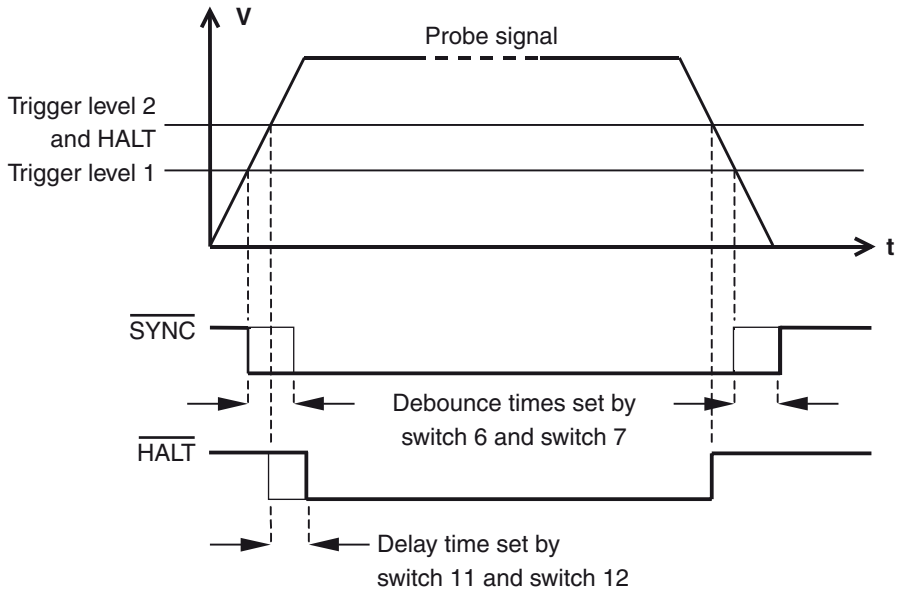 V
Probe signal
Trigger level 2
and HALT
Trigger level 1
t
SYNC
Debounce times set by
switch 6 and switch 7
HALT
Delay time set by
switch 11 and switch 12